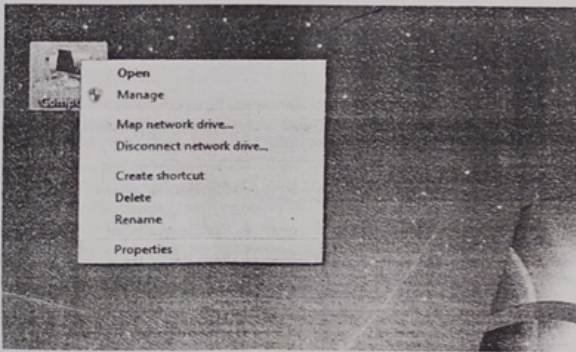 Open
Manage
Map network drive...
Disconnect network drive...
Create shortcut
Delete
Rename
Properties